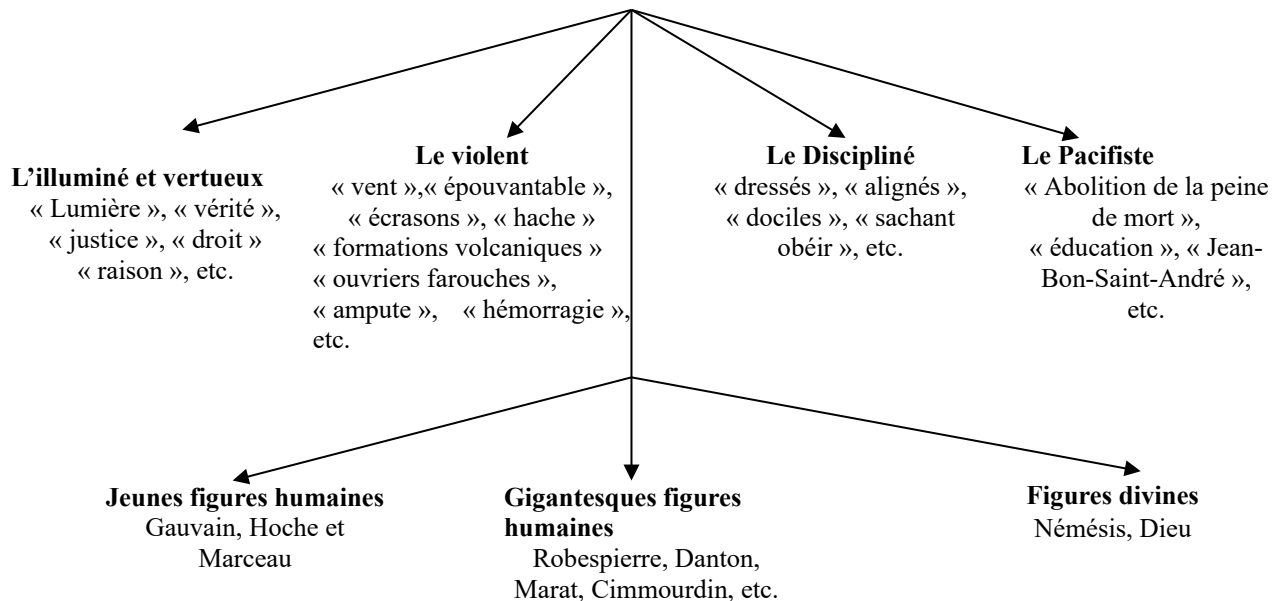 L'illuminé et vertueux
« Lumière », « vérité »,
« justice », « droit »
« raison », etc.
Le violent
« vent »,« épouvantable »,
« écrasons », « hache »
« formations volcaniques »
« ouvriers farouches »,
« ampute », « hémorragie »,
etc.
Le Discipliné
« dressés », « alignés »,
« dociles », « sachant
obéir », etc.
Le Pacifiste
« Abolition de la peine
de mort »,
« éducation », « Jean-
Bon-Saint-André »,
etc.
Jeunes figures humaines
Gauvain, Hoche et
Marceau
Gigantesques figures
humaines
Robespierre, Danton,
Marat, Cimmourdin, etc.
Figures divines
Némésis, Dieu